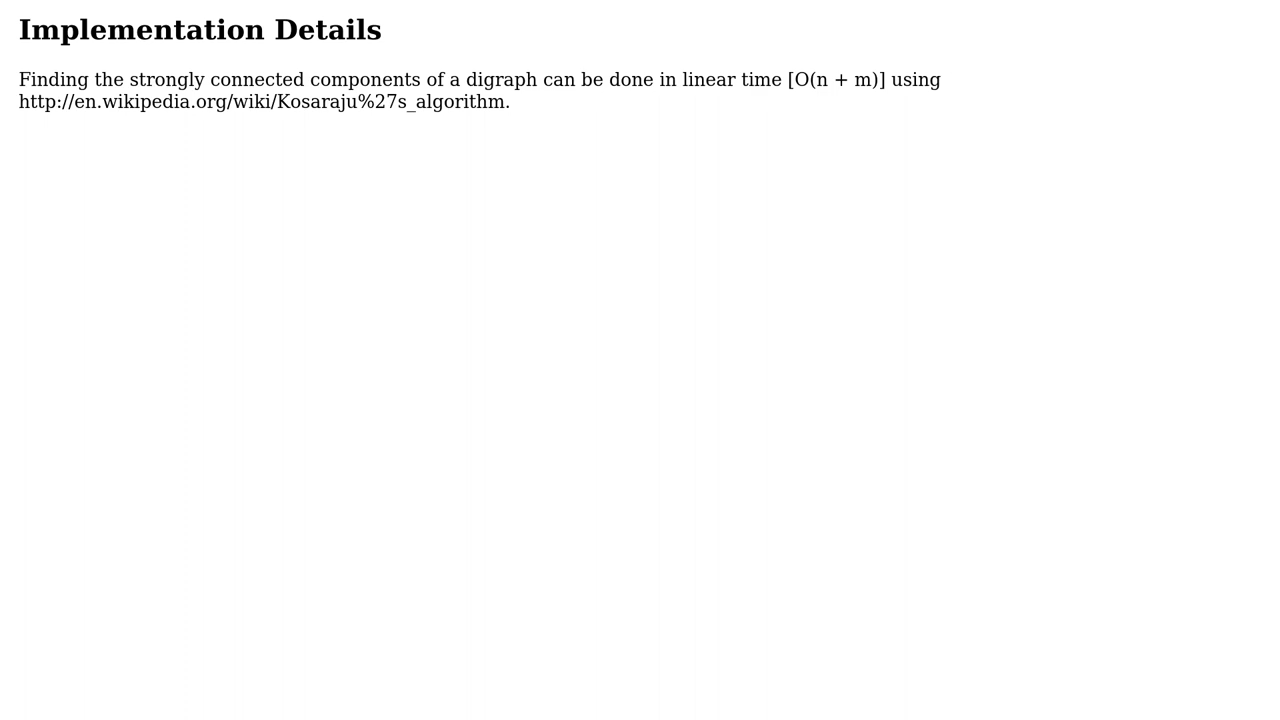 Implementation Details
Finding the strongly connected components of a digraph can be done in linear time [O(n + m)] using
http://en.wikipedia.org/wiki/Kosaraju%27s_algorithm.